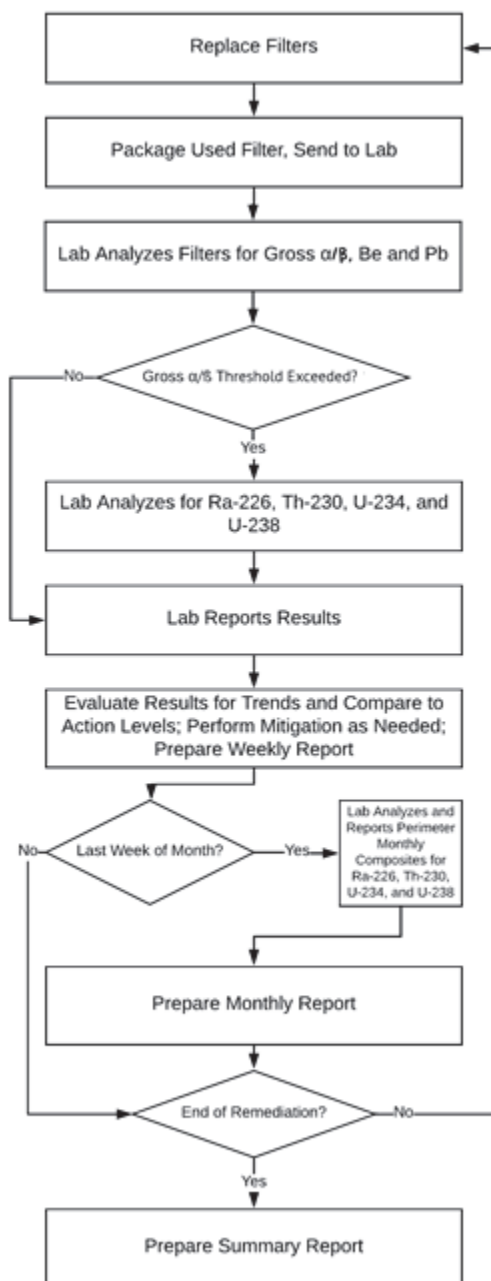 Replace Filters
Package Used Filter, Send to Lab
Lab Analyzes Filters for Gross α/β, Be and Pb
Gross α/ß Threshold Exceeded?
No
Yes
Lab Analyzes for Ra-226, Th-230, U-234, and
U-238
Lab Reports Results
Evaluate Results for Trends and Compare to
Action Levels; Perform Mitigation as Needed;
Prepare Weekly Report
No
Last Week of Month?
Yes
Lab Analyzes and
Reports Perimeter
Monthly
Composites for
Ra-226, Th-230,
U-234, and U-238
Prepare Monthly Report
End of Remediation?
No
Yes
Prepare Summary Report